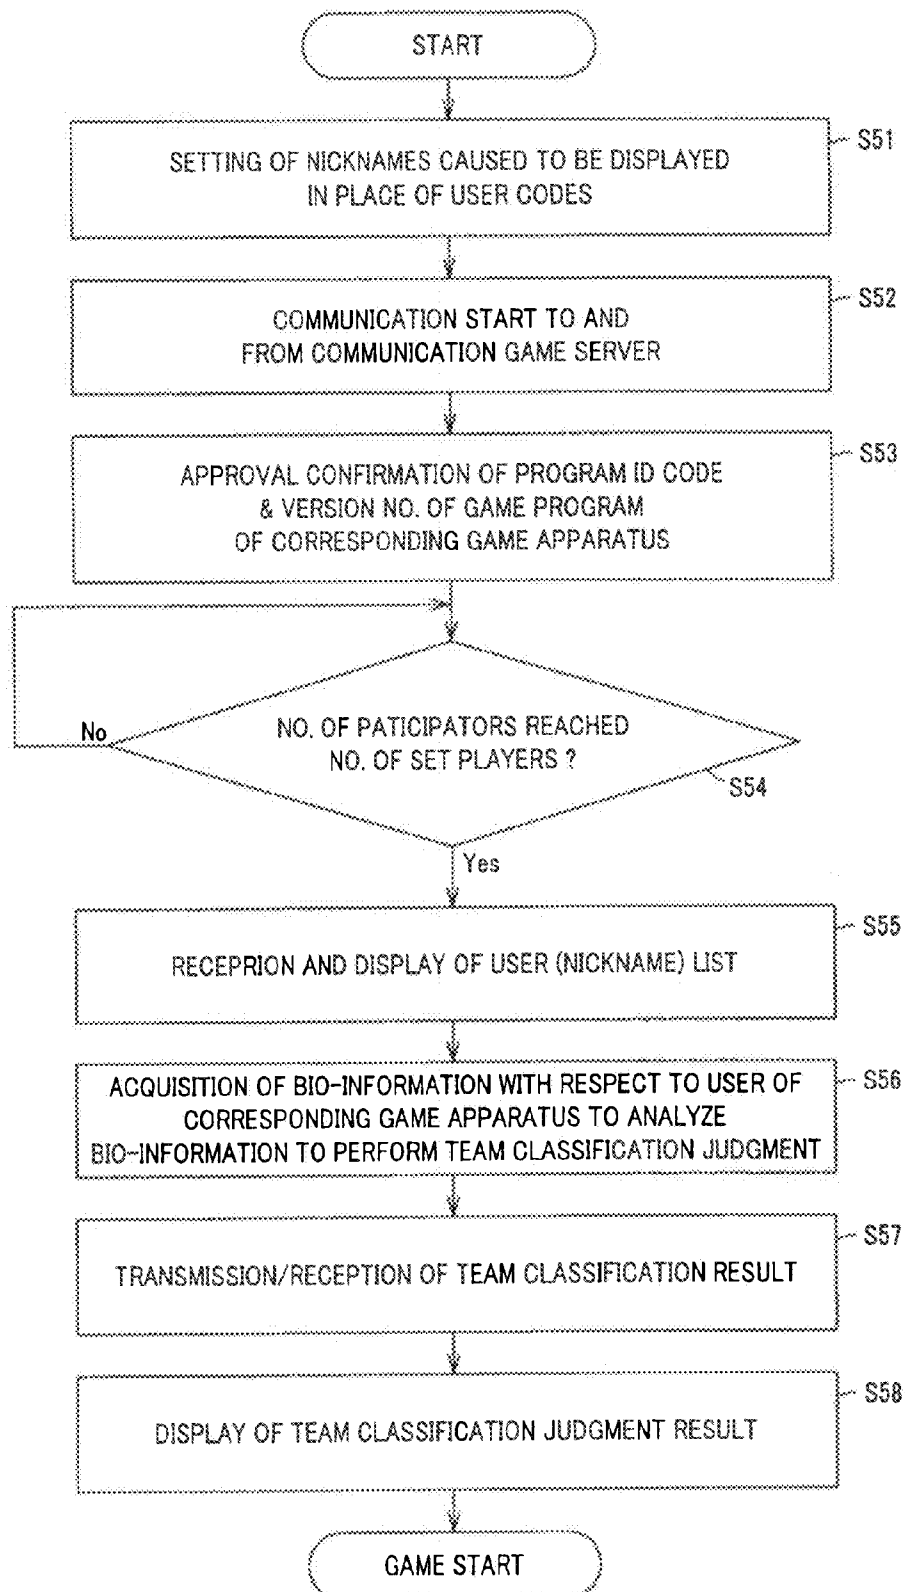 START
S51
SETTING OF NICKNAMES CAUSED TO BE DISPLAYED
IN PLACE OF USER CODES
S52
COMMUNICATION START TO AND
FROM COMMUNICATION GAME SERVER
S53
APPROVAL CONFIRMATION OF PROGRAM ID CODE
& VERSION NO. OF GAME PROGRAM
OF CORRESPONDING GAME APPARATUS
No
NO. OF PATICIPATORS REACHED
NO. OF SET PLAYERS ?
S54
Yes
S55
RECEPRION AND DISPLAY OF USER (NICKNAME) LIST
S56
ACQUISITION OF BIO-INFORMATION WITH RESPECT TO USER OF
CORRESPONDING GAME APPARATUS TO ANALYZE
BIO-INFORMATION TO PERFORM TEAM CLASSIFICATION JUDGMENT
S57
TRANSMISSION/RECEPTION OF TEAM CLASSIFICATION RESULT
S58
DISPLAY OF TEAM CLASSIFICATION JUDGMENT RESULT
GAME START